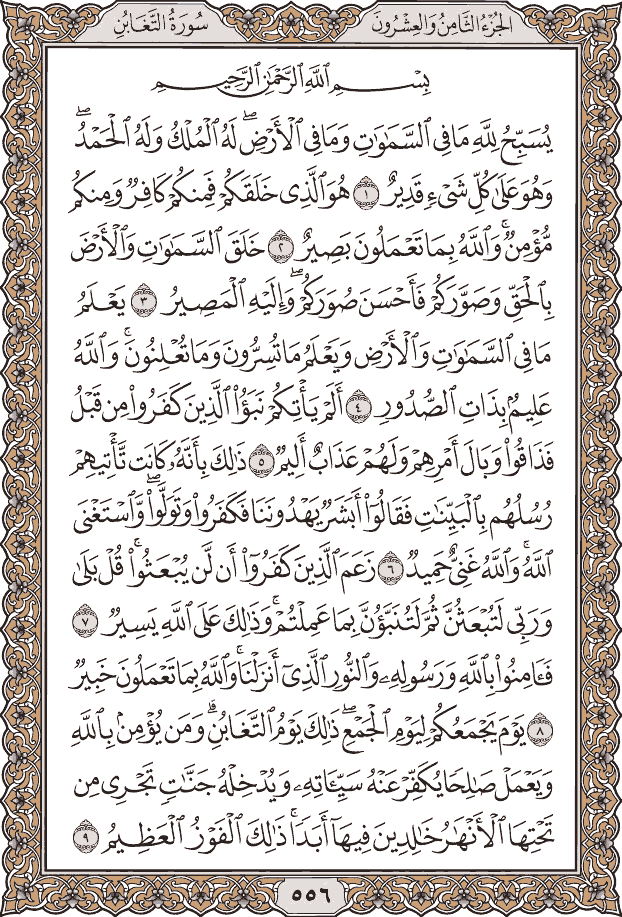 الجُزْءُ الثَّامِنُ وَالعِشْرُونَ
سُورَةُ التَّغَابُنِ
بِسْمِ ٱللَّهِ ٱلرَّحْمَٰنِ ٱلرَّحِيمِ
يُسَبِّحُ لِلَّهِ مَا فِي ٱلسَّمَٰوَٰتِ وَمَا فِي ٱلْأَرْضِۖ لَهُ ٱلْمُلْكُ وَلَهُ ٱلْحَمْدُۖ
وَهُوَ عَلَىٰ كُلِّ شَيْءٖ قَدِيرٌ ١ هُوَ ٱلَّذِي خَلَقَكُمْ فَمِنكُمْ كَافِرٞ وَمِنكُم
مُّؤْمِنٞۚ وَٱللَّهُ بِمَا تَعْمَلُونَ بَصِيرٌ ٢ خَلَقَ ٱلسَّمَٰوَٰتِ وَٱلْأَرْضَ
بِٱلْحَقِّ وَصَوَّرَكُمْ فَأَحْسَنَ صُوَرَكُمْۖ وَإِلَيْهِ ٱلْمَصِيرُ ٣ يَعْلَمُ
مَا فِي ٱلسَّمَٰوَٰتِ وَٱلْأَرْضِ وَيَعْلَمُ مَا تُسِرُّونَ وَمَا تُعْلِنُونَۚ وَٱللَّهُ
عَلِيمُۢ بِذَاتِ ٱلصُّدُورِ ٤ أَلَمْ يَأْتِكُمْ نَبَؤُاْ ٱلَّذِينَ كَفَرُواْ مِن قَبْلُ
فَذَاقُواْ وَبَالَ أَمْرِهِمْ وَلَهُمْ عَذَابٌ أَلِيمٞ ٥ ذَٰلِكَ بِأَنَّهُۥ كَانَت تَّأْتِيهِمْ
رُسُلُهُم بِٱلْبَيِّنَٰتِ فَقَالُوٓاْ أَبَشَرٞ يَهْدُونَنَا فَكَفَرُواْ وَتَوَلَّواْۖ وَّٱسْتَغْنَى
ٱللَّهُۚ وَٱللَّهُ غَنِيٌّ حَمِيدٞ ٦ زَعَمَ ٱلَّذِينَ كَفَرُوٓاْ أَن لَّن يُبْعَثُواْۚ قُلْ بَلَىٰ
وَرَبِّي لَتُبْعَثُنَّ ثُمَّ لَتُنَبَّؤُنَّ بِمَا عَمِلْتُمْۚ وَذَٰلِكَ عَلَى ٱللَّهِ يَسِيرٞ ٧
فَـَٔامِنُواْ بِٱللَّهِ وَرَسُولِهِۦ وَٱلنُّورِ ٱلَّذِيٓ أَنزَلْنَاۚ وَٱللَّهُ بِمَا تَعْمَلُونَ خَبِيرٞ
٨ يَوْمَ يَجْمَعُكُمْ لِيَوْمِ ٱلْجَمْعِۖ ذَٰلِكَ يَوْمُ ٱلتَّغَابُنِۗ وَمَن يُؤْمِنۢ بِٱللَّهِ
وَيَعْمَلْ صَٰلِحٗا يُكَفِّرْ عَنْهُ سَيِّـَٔاتِهِۦ وَيُدْخِلْهُ جَنَّٰتٖ تَجْرِي مِن
تَحْتِهَا ٱلْأَنْهَٰرُ خَٰلِدِينَ فِيهَآ أَبَدٗاۚ ذَٰلِكَ ٱلْفَوْزُ ٱلْعَظِيمُ ٩
٥٥٦